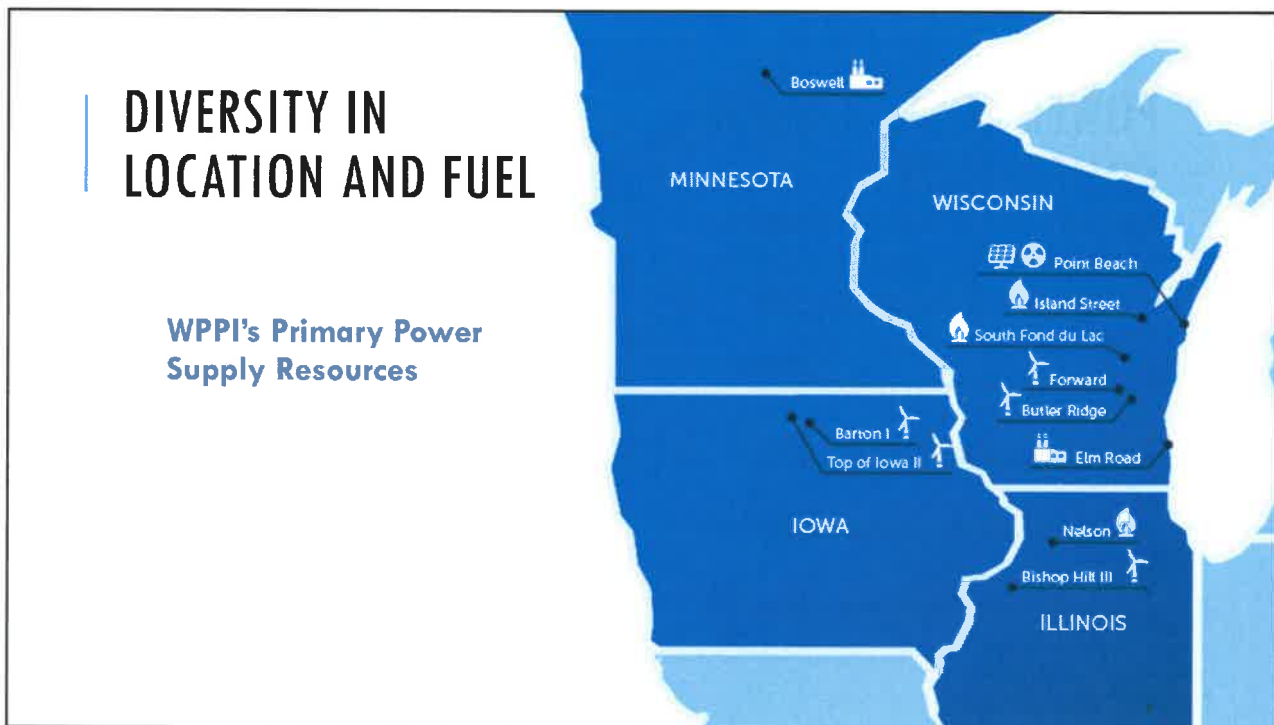 DIVERSITY IN
LOCATION AND FUEL
WPPI's Primary Power
Supply Resources
Boswell
MINNESOTA
WISCONSIN
Point Beach
Island Street
South Fond du Lac
Forward
Butler Ridge
Barton I
Top of Iowa II
Elm Road
IOWA
Nelson
Bishop Hill III
ILLINOIS